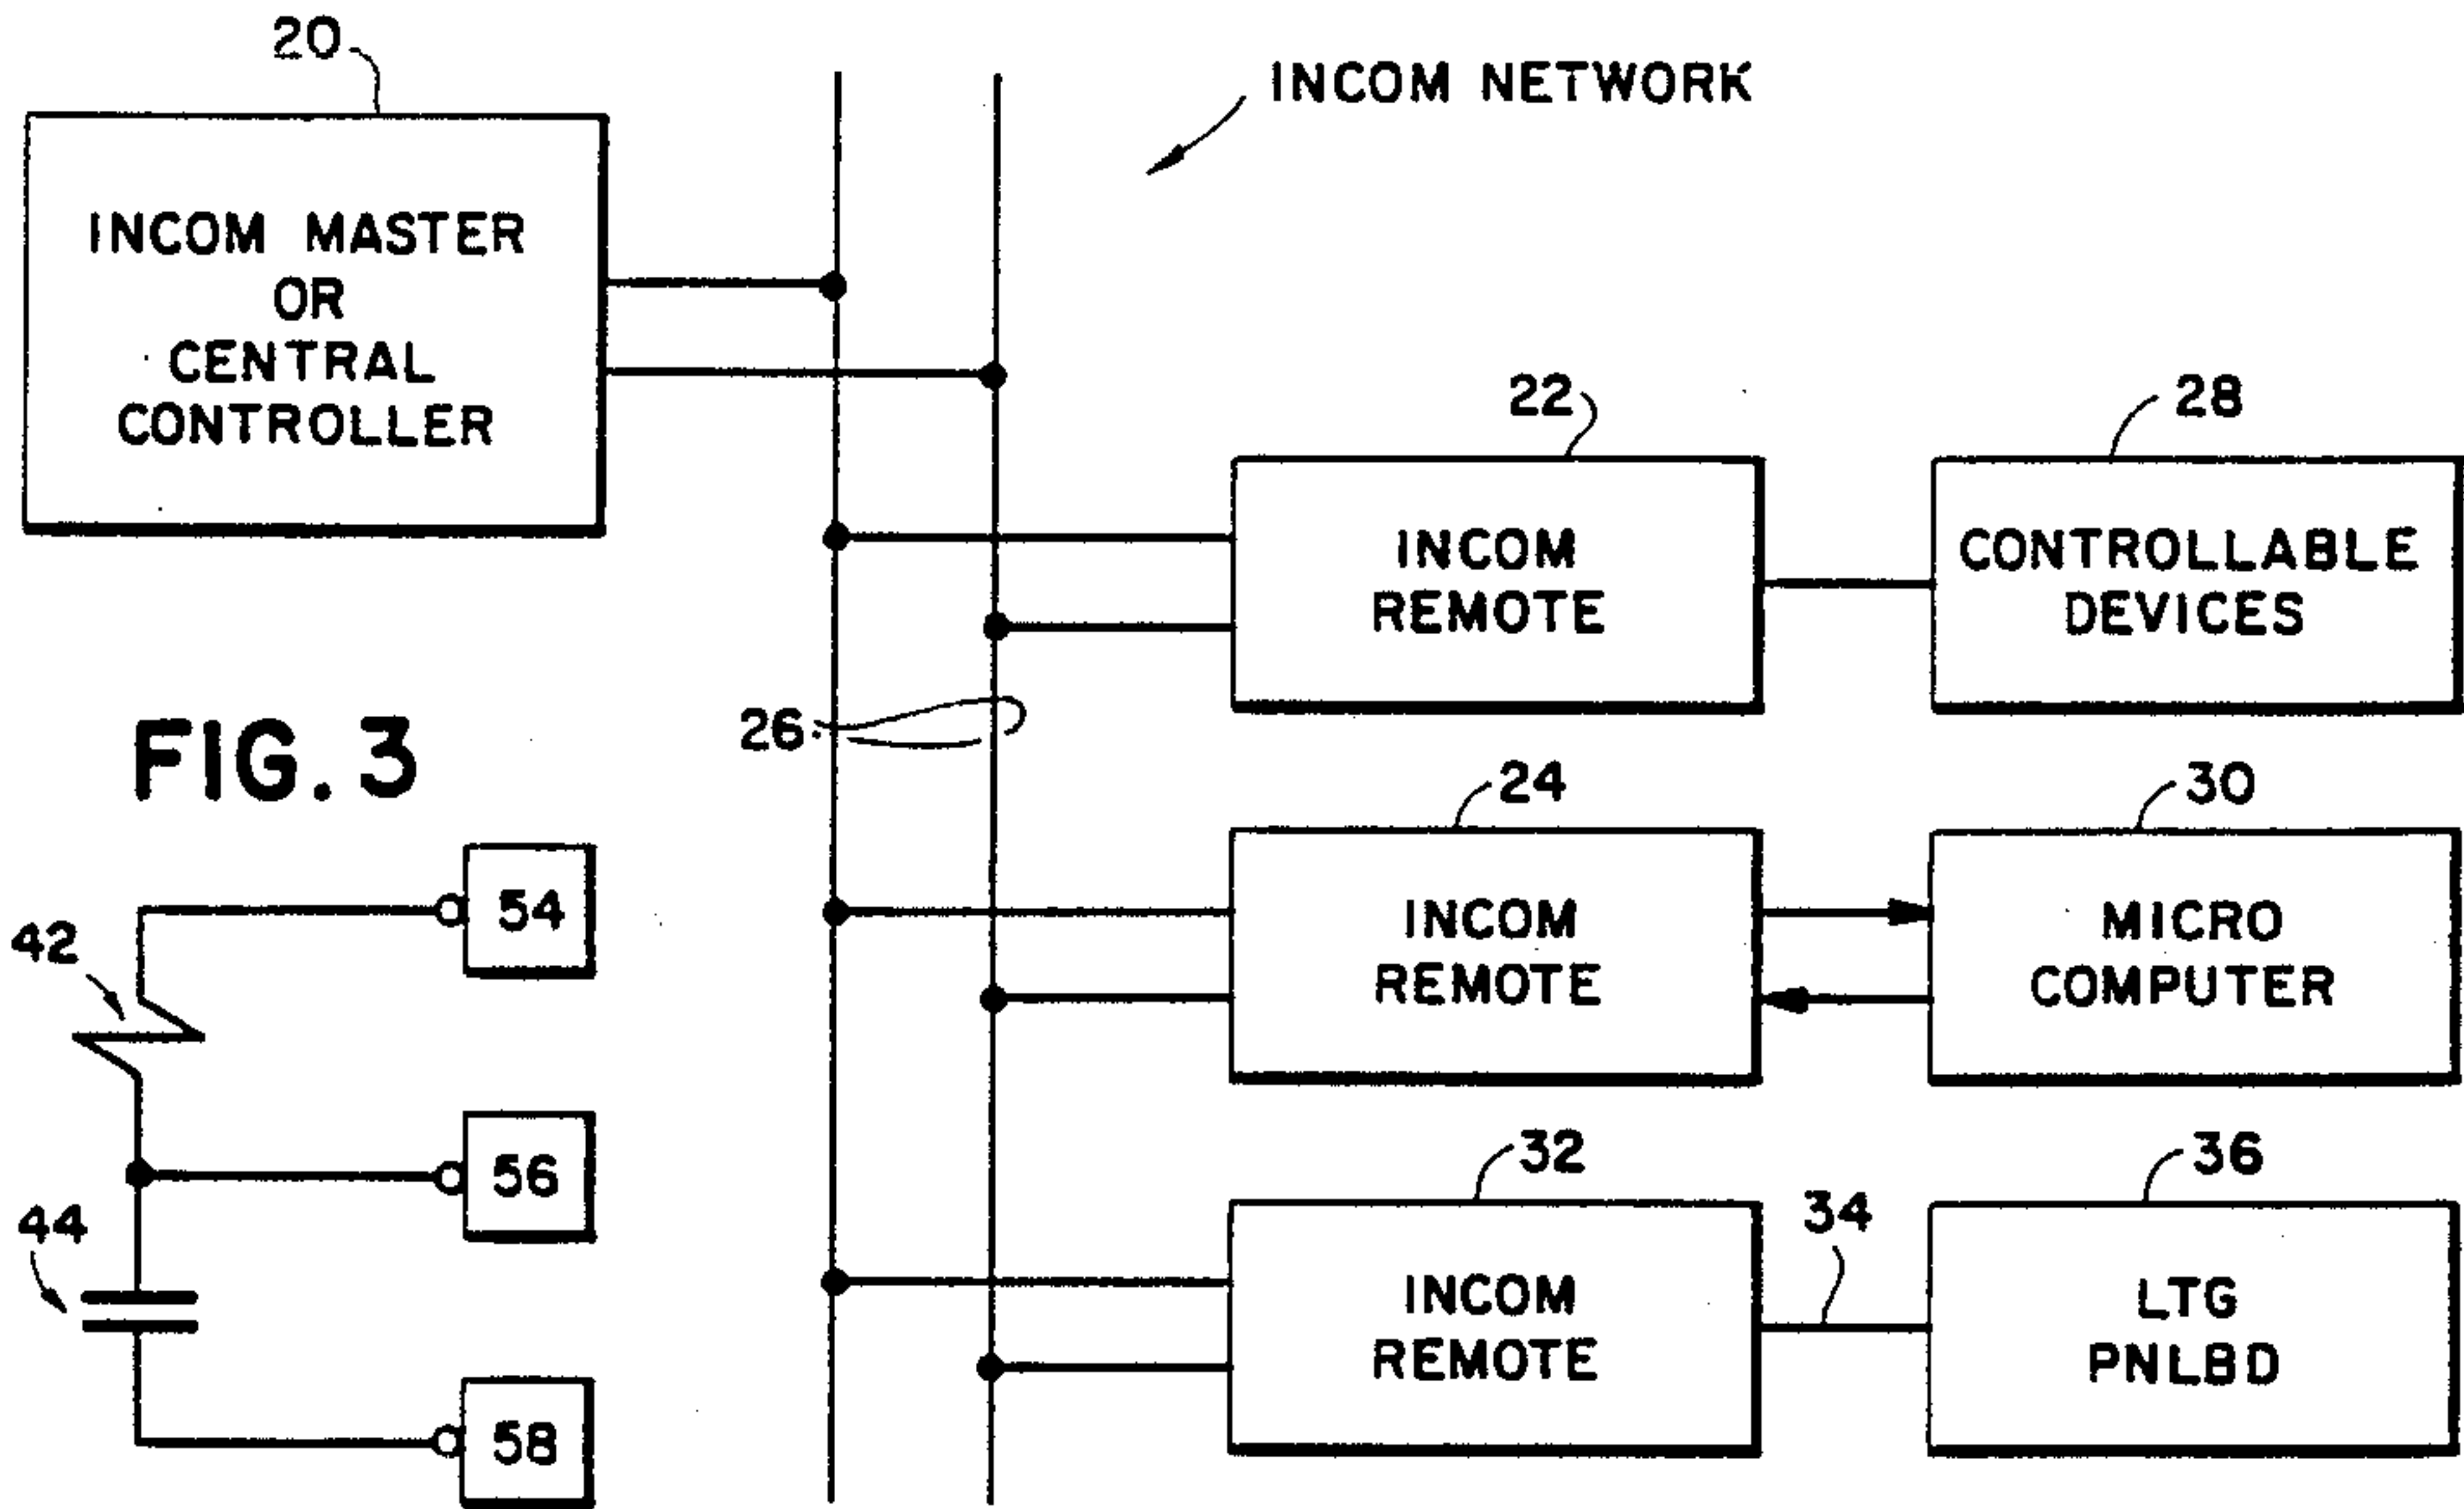 20
INCOM NETWORK
INCOM MASTER
OR
CENTRAL
CONTROLLER
22
28
INCOM
REMOTE
CONTROLLABLE
DEVICES
FIG. 3
26
24
30
INCOM
REMOTE
MICRO
COMPUTER
42
54
56
44
58
32
34
36
INCOM
REMOTE
LTG
PNLBD